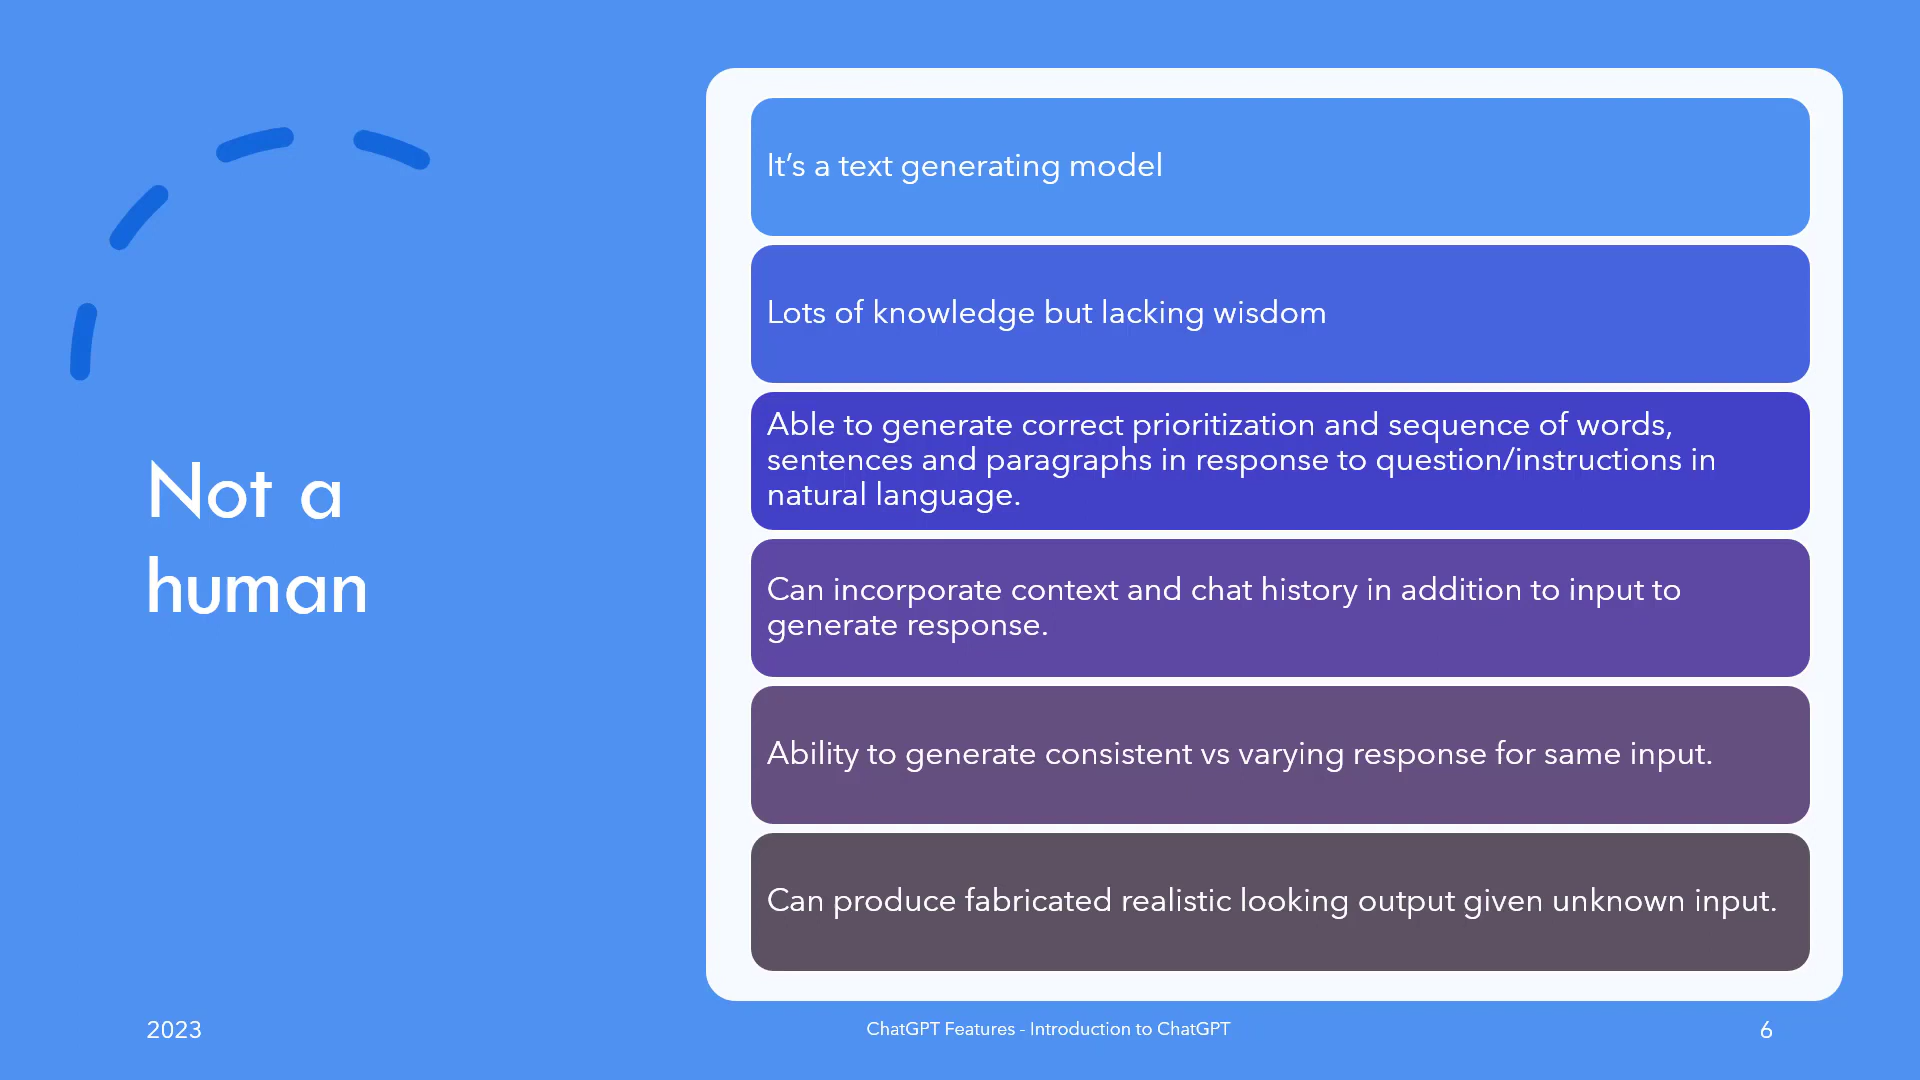 Not a
human
It’s a text generating model
Lots of knowledge but lacking wisdom
Able to generate correct prioritization and sequence of words,
sentences and paragraphs in response to question/instructions in
natural language.
Can incorporate context and chat history in addition to input to
generate response.
Ability to generate consistent vs varying response for same input.
Can produce fabricated realistic looking output given unknown input.
2023
ChatGPT Features - Introduction to ChatGPT
6